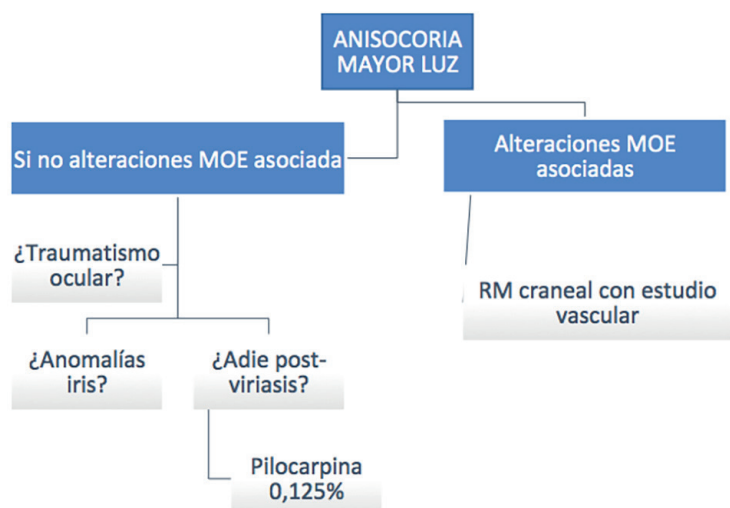 ANISOCORIA
MAYOR LUZ
Si no alteraciones MOE asociada
Alteraciones MOE
asociadas
¿Traumatismo
ocular?
RM craneal con estudio
vascular
¿Anomalías
iris?
¿Adie post-
viriasis?
Pilocarpina
0,125%